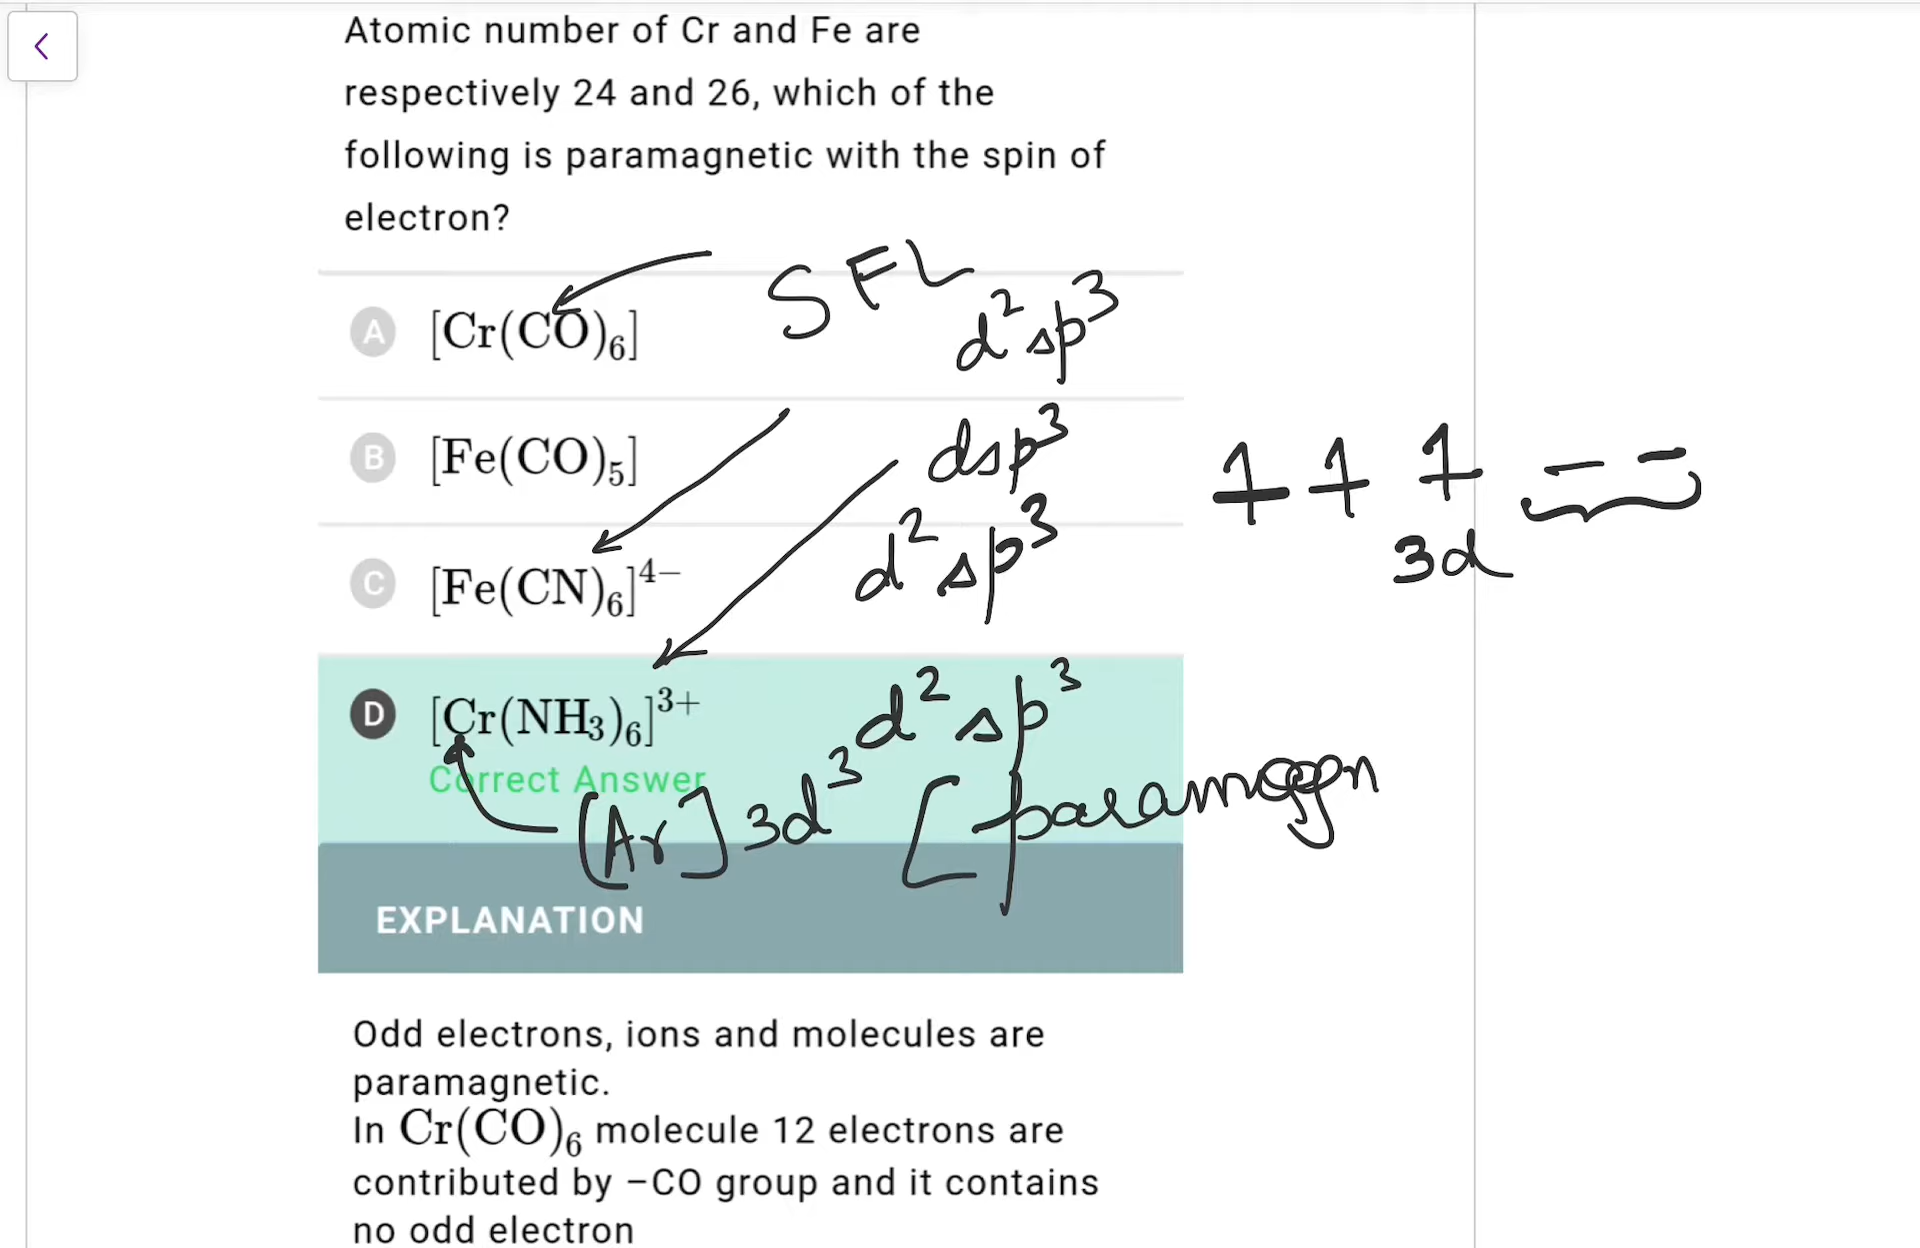 Atomic number of Cr and Fe are
respectively 24 and 26, which of the
following is paramagnetic with the spin of
electron?
SFL
A [Cr(CO)₆] d²sp³
B [Fe(CO)₅] dsp³
1 1 1 _ _
3d
C [Fe(CN)₆]⁴⁻ d²sp³
D [Cr(NH₃)₆]³⁺ d²sp³
Correct Answer
[Ar] 3d³ [
EXPLANATION
Odd electrons, ions and molecules are
paramagnetic.
In Cr(CO)₆ molecule 12 electrons are
contributed by −CO group and it contains
no odd electron